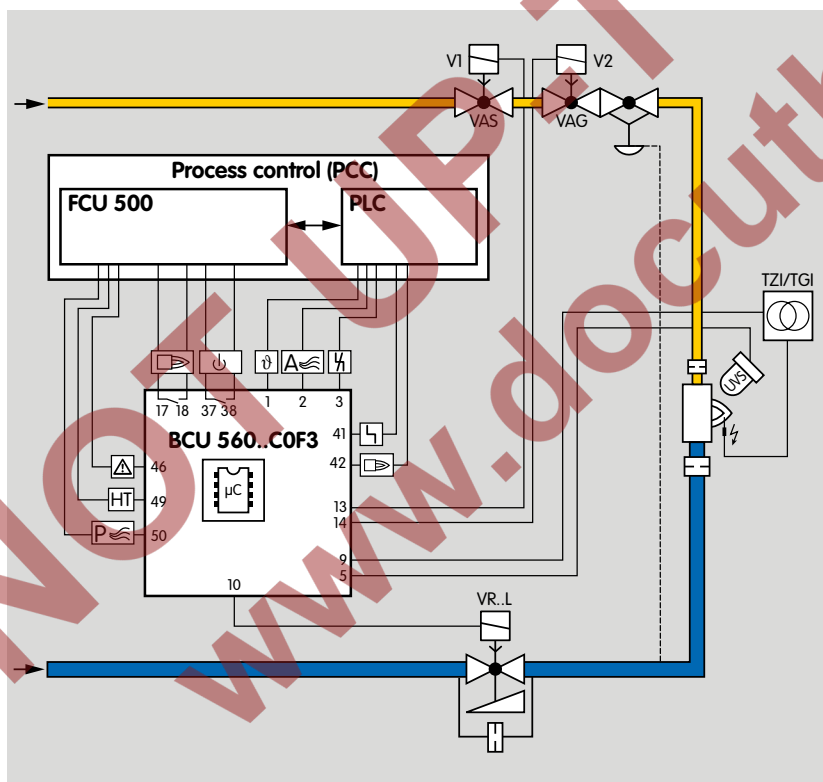 V1
V2
VAS
VAG
Process control (PCC)
FCU 500
PLC
TZI/TGI
UVS
ϑ
A
17 18
37 38
1
2
3
BCU 560..C0F3
µC
41
42
46
HT
49
P
50
13
14
9
5
10
VR..L
NOT UP-T
www.docuth